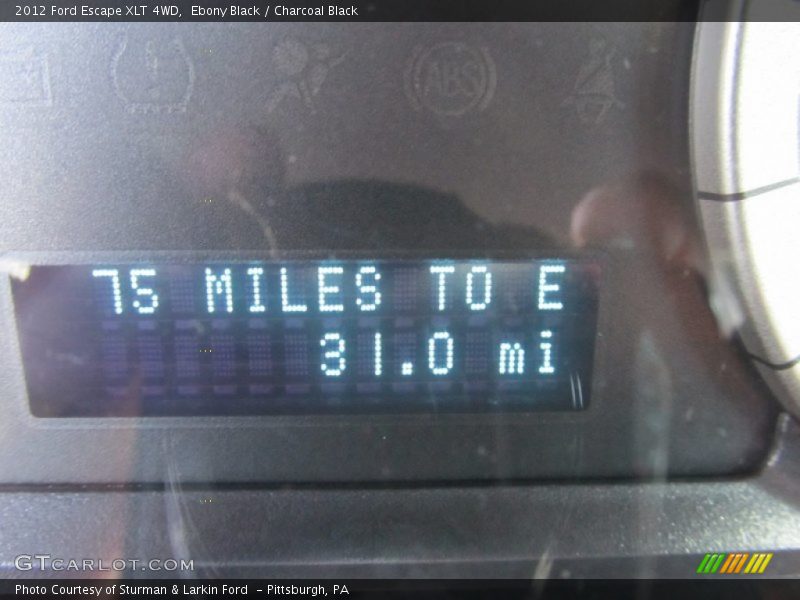 2012 Ford Escape XLT 4WD, Ebony Black / Charcoal Black
ABS
75 MILES TO E
31.0 mi
GTCARLOT.COM
Photo Courtesy of Sturman & Larkin Ford - Pittsburgh, PA